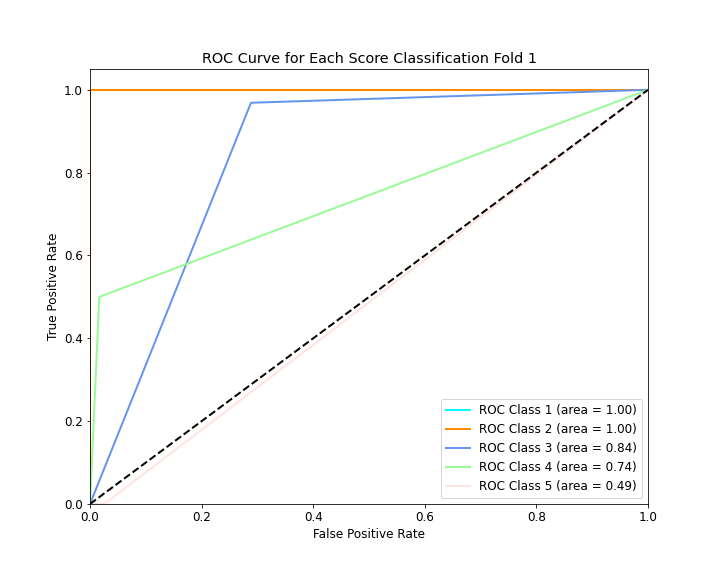 ROC Curve for Each Score Classification Fold 1
1.0
0.8
0.6
0.4
0.2
0.0
True Positive Rate
ROC Class 1 (area = 1.00)
ROC Class 2 (area = 1.00)
ROC Class 3 (area = 0.84)
ROC Class 4 (area = 0.74)
ROC Class 5 (area = 0.49)
0.0 0.2 0.4 0.6 0.8 1.0
False Positive Rate